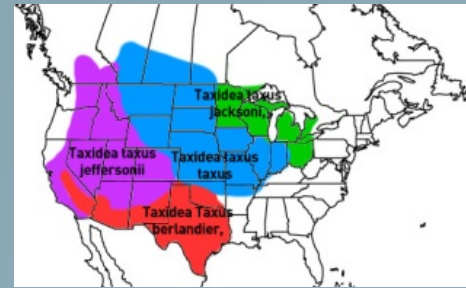 Taxidea taxus
jacksoni,
Taxidea taxus
jeffersonii
Taxidea taxus
taxus
Taxidea Taxus
berlandier,